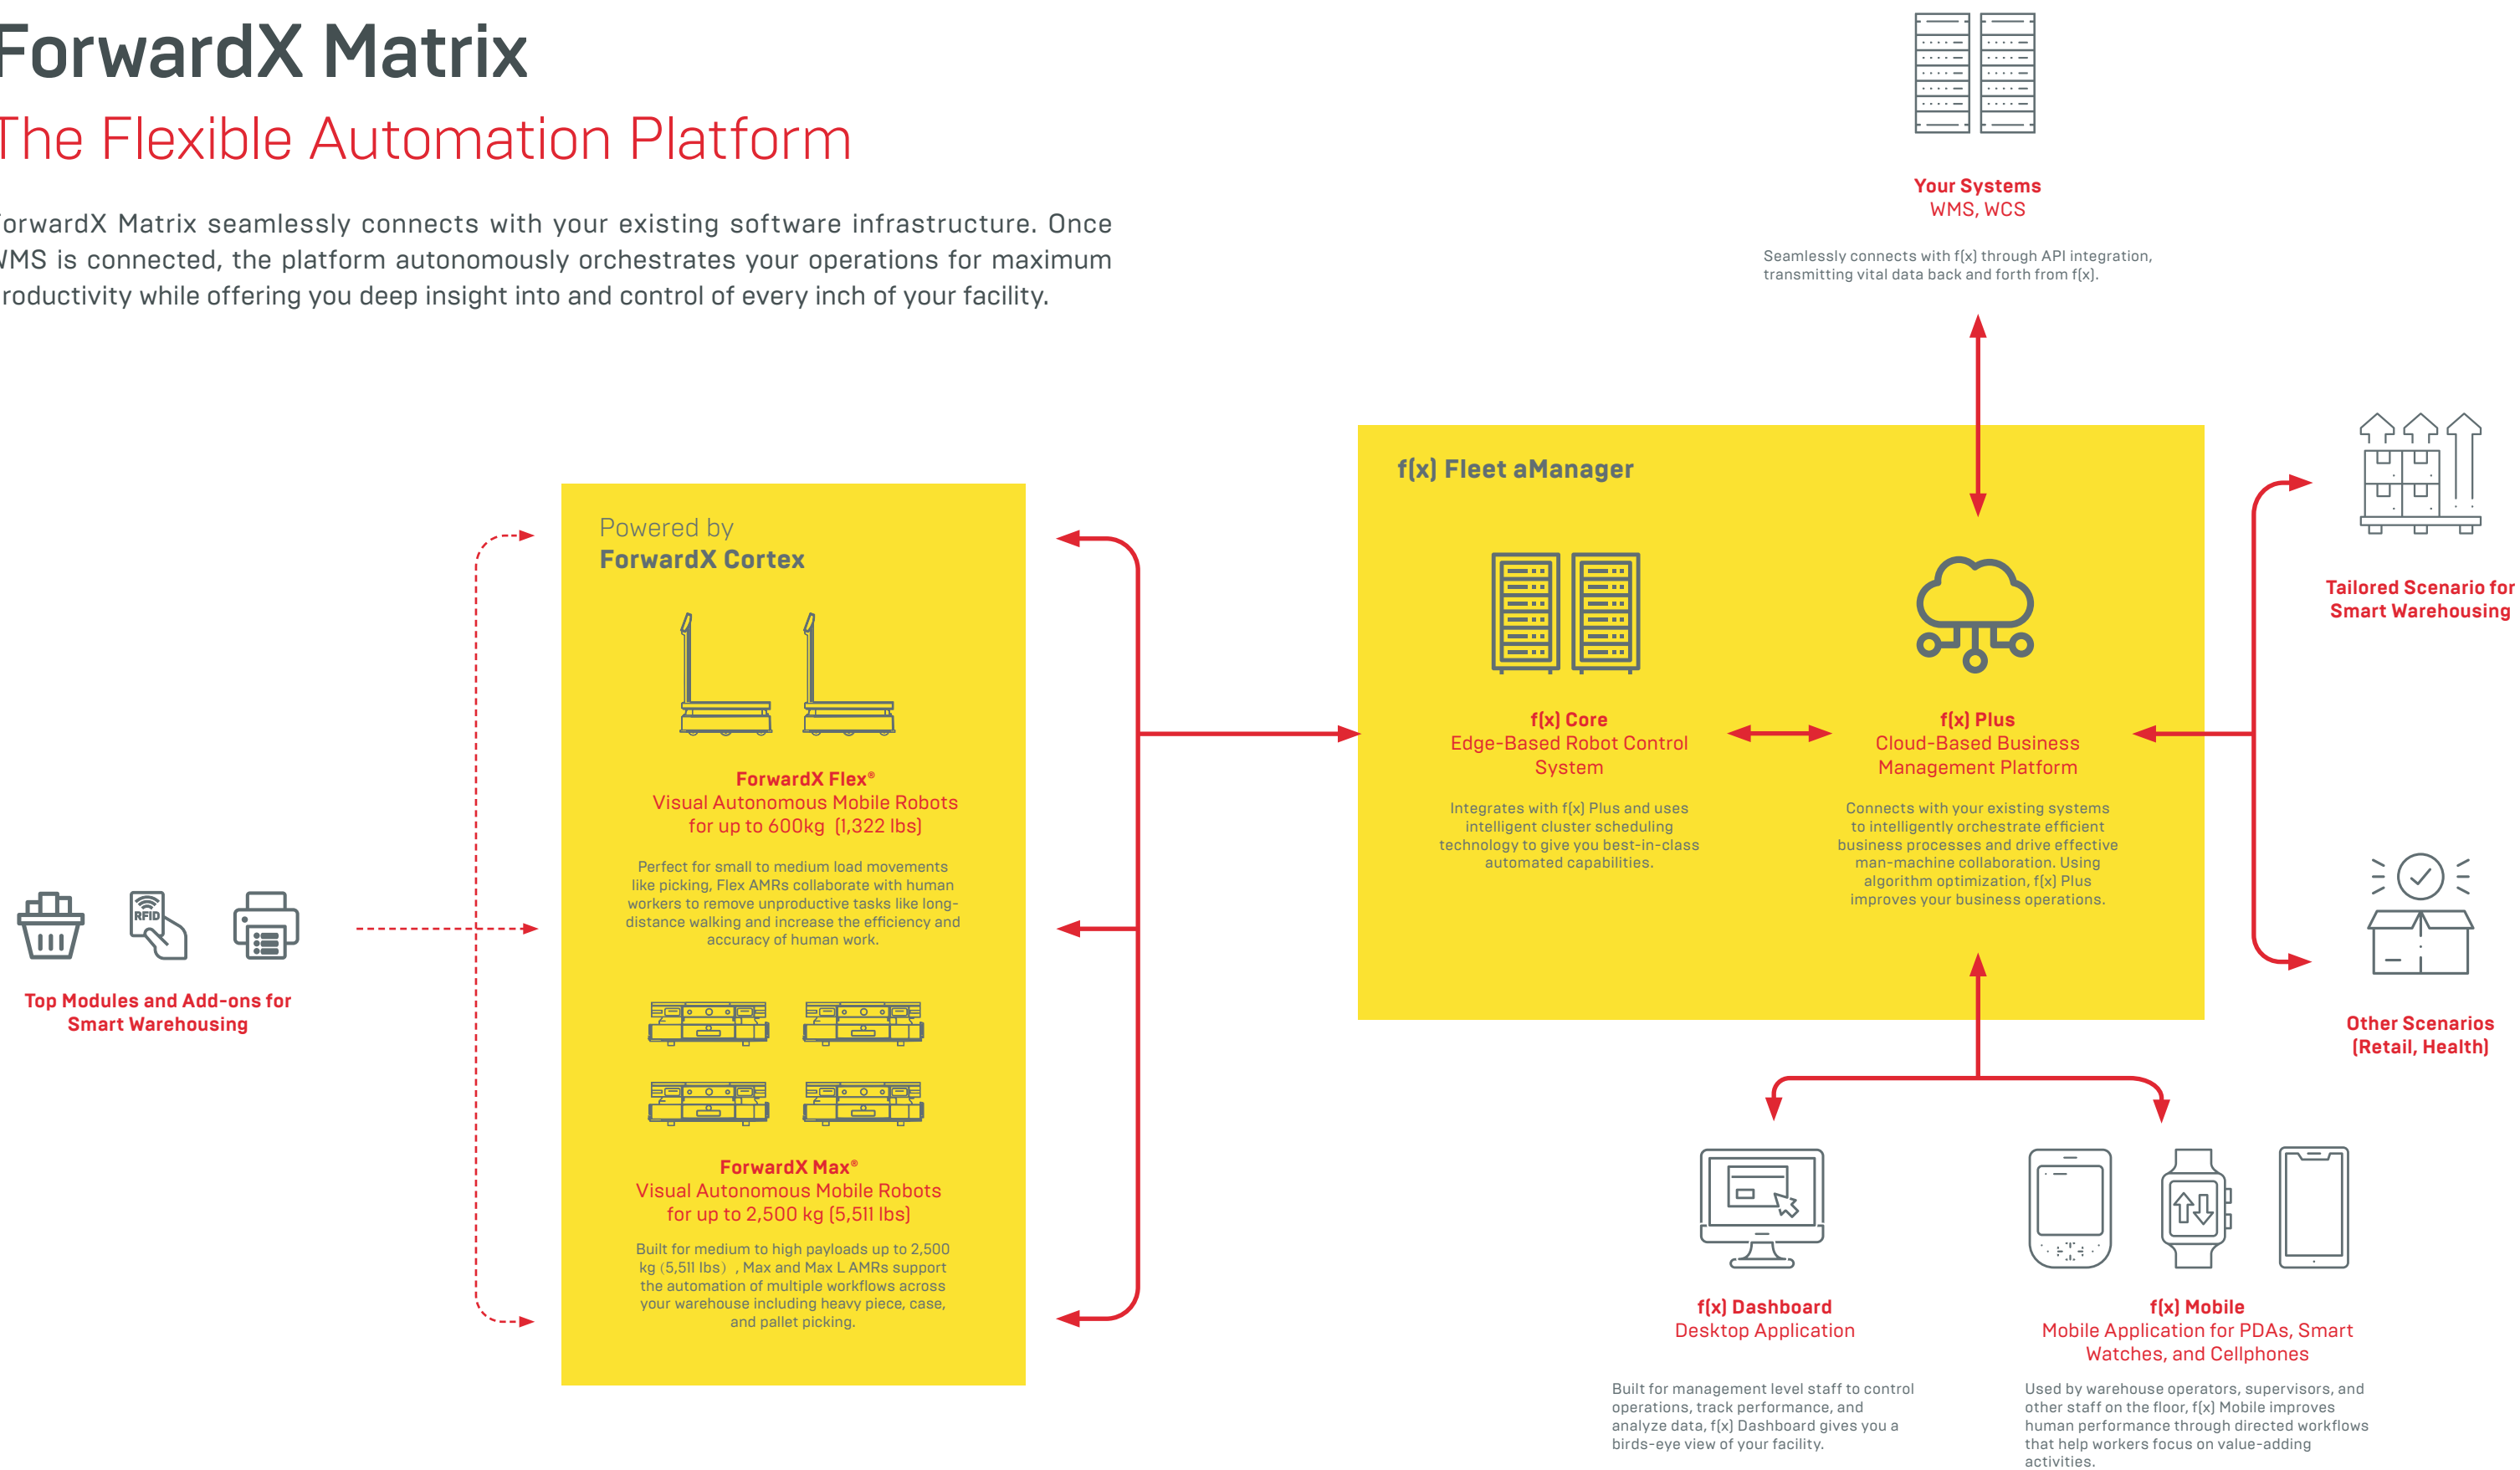 ForwardX Matrix
The Flexible Automation Platform
ForwardX Matrix seamlessly connects with your existing software infrastructure. Once
WMS is connected, the platform autonomously orchestrates your operations for maximum
productivity while offering you deep insight into and control of every inch of your facility.
Your Systems
WMS, WCS
Seamlessly connects with f(x) through API integration,
transmitting vital data back and forth from f(x).
Top Modules and Add-ons for
Smart Warehousing
RFID
Powered by
ForwardX Cortex
ForwardX Flex®
Visual Autonomous Mobile Robots
for up to 600kg (1,322 lbs)
Perfect for small to medium load movements
like picking, Flex AMRs collaborate with human
workers to remove unproductive tasks like long-
distance walking and increase the efficiency and
accuracy of human work.
ForwardX Max®
Visual Autonomous Mobile Robots
for up to 2,500 kg (5,511 lbs)
Built for medium to high payloads up to 2,500
kg (5,511 lbs) , Max and Max L AMRs support
the automation of multiple workflows across
your warehouse including heavy piece, case,
and pallet picking.
f(x) Fleet aManager
f(x) Core
Edge-Based Robot Control
System
Integrates with f(x) Plus and uses
intelligent cluster scheduling
technology to give you best-in-class
automated capabilities.
f(x) Plus
Cloud-Based Business
Management Platform
Connects with your existing systems
to intelligently orchestrate efficient
business processes and drive effective
man-machine collaboration. Using
algorithm optimization, f(x) Plus
improves your business operations.
Tailored Scenario for
Smart Warehousing
Other Scenarios
(Retail, Health)
f(x) Dashboard
Desktop Application
Built for management level staff to control
operations, track performance, and
analyze data, f(x) Dashboard gives you a
birds-eye view of your facility.
f(x) Mobile
Mobile Application for PDAs, Smart
Watches, and Cellphones
Used by warehouse operators, supervisors, and
other staff on the floor, f(x) Mobile improves
human performance through directed workflows
that help workers focus on value-adding
activities.